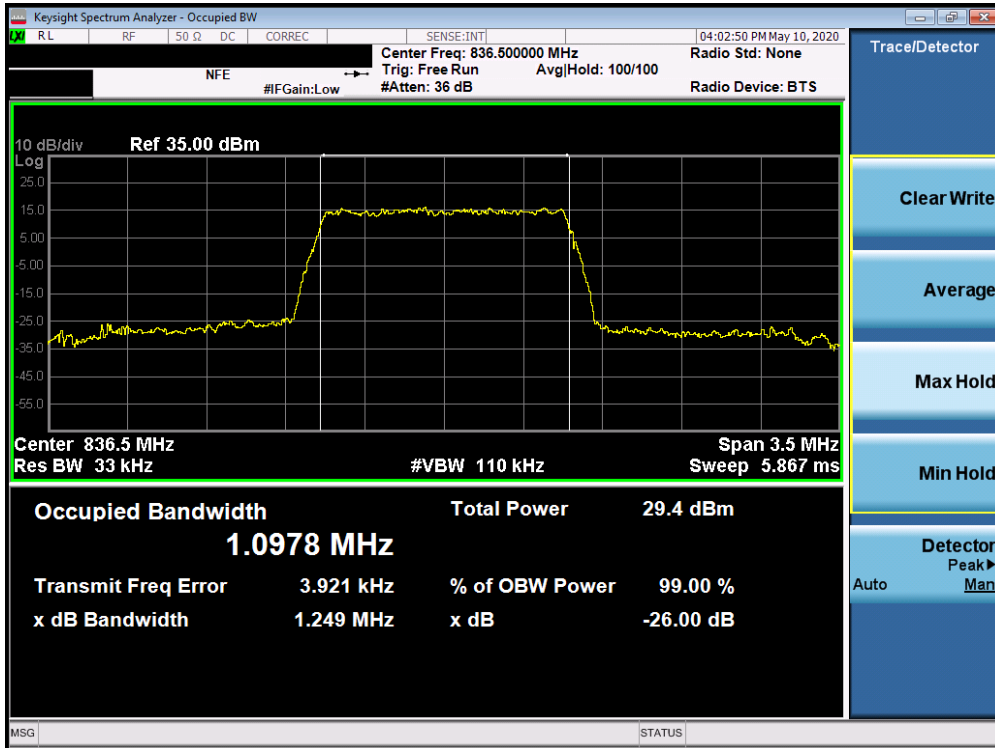 Keysight Spectrum Analyzer - Occupied BW
LXI RL RF 50 Ω DC CORREC SENSE:INT 04:02:50 PM May 10, 2020
Center Freq: 836.500000 MHz Radio Std: None
NFE Trig: Free Run Avg|Hold: 100/100
#IFGain:Low #Atten: 36 dB Radio Device: BTS
10 dB/div Ref 35.00 dBm
Log
25.0
15.0
5.00
-5.00
-15.0
-25.0
-35.0
-45.0
-55.0
Center 836.5 MHz Span 3.5 MHz
Res BW 33 kHz #VBW 110 kHz Sweep 5.867 ms
Occupied Bandwidth Total Power 29.4 dBm
1.0978 MHz
Transmit Freq Error 3.921 kHz % of OBW Power 99.00 %
x dB Bandwidth 1.249 MHz x dB -26.00 dB
MSG STATUS
Trace/Detector
Clear Write
Average
Max Hold
Min Hold
Detector
Peak▶
Auto Man